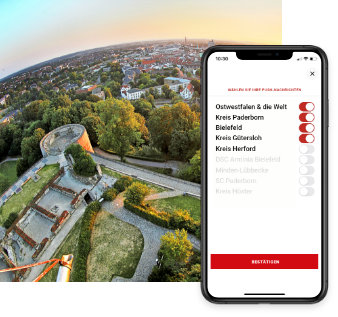 10:30
WÄHLEN SIE IHRE PUSH-NACHRICHTEN
Ostwestfalen & die Welt
Kreis Paderborn
Bielefeld
Kreis Gütersloh
Kreis Herford
DSC Arminia Bielefeld
Minden-Lübbecke
SC Paderborn
Kreis Höxter
BESTÄTIGEN